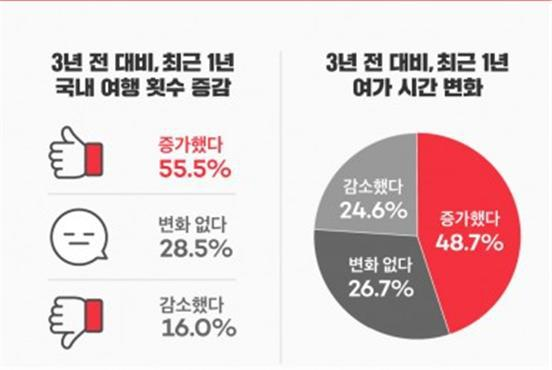 3년 전 대비, 최근 1년
국내 여행 횟수 증감
증가했다
55.5%
변화 없다
28.5%
감소했다
16.0%
3년 전 대비, 최근 1년
여가 시간 변화
감소했다
24.6%
증가했다
48.7%
변화 없다
26.7%